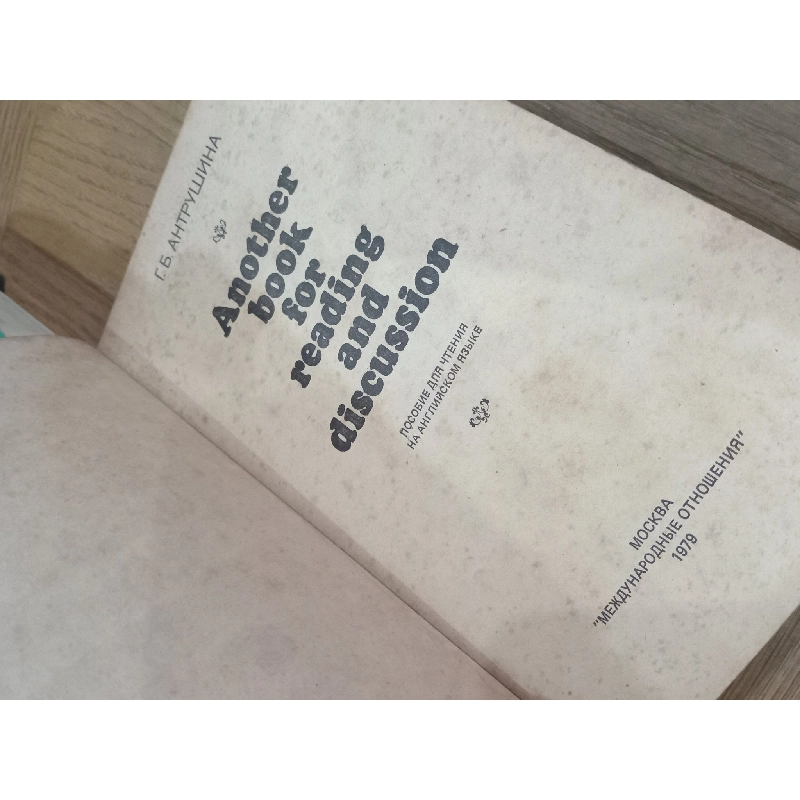 Г. Б. АНТРУШИНА
Another
book
for
reading
and
discussion
ПОСОБИЕ ДЛЯ ЧТЕНИЯ
НА АНГЛИЙСКОМ ЯЗЫКЕ
МОСКВА
"МЕЖДУНАРОДНЫЕ ОТНОШЕНИЯ"
1979